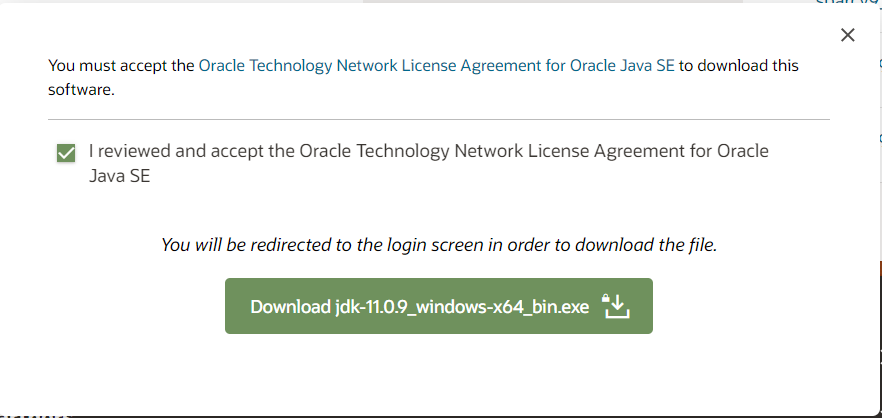 You must accept the Oracle Technology Network License Agreement for Oracle Java SE to download this
software.
I reviewed and accept the Oracle Technology Network License Agreement for Oracle
Java SE
You will be redirected to the login screen in order to download the file.
Download jdk-11.0.9_windows-x64_bin.exe